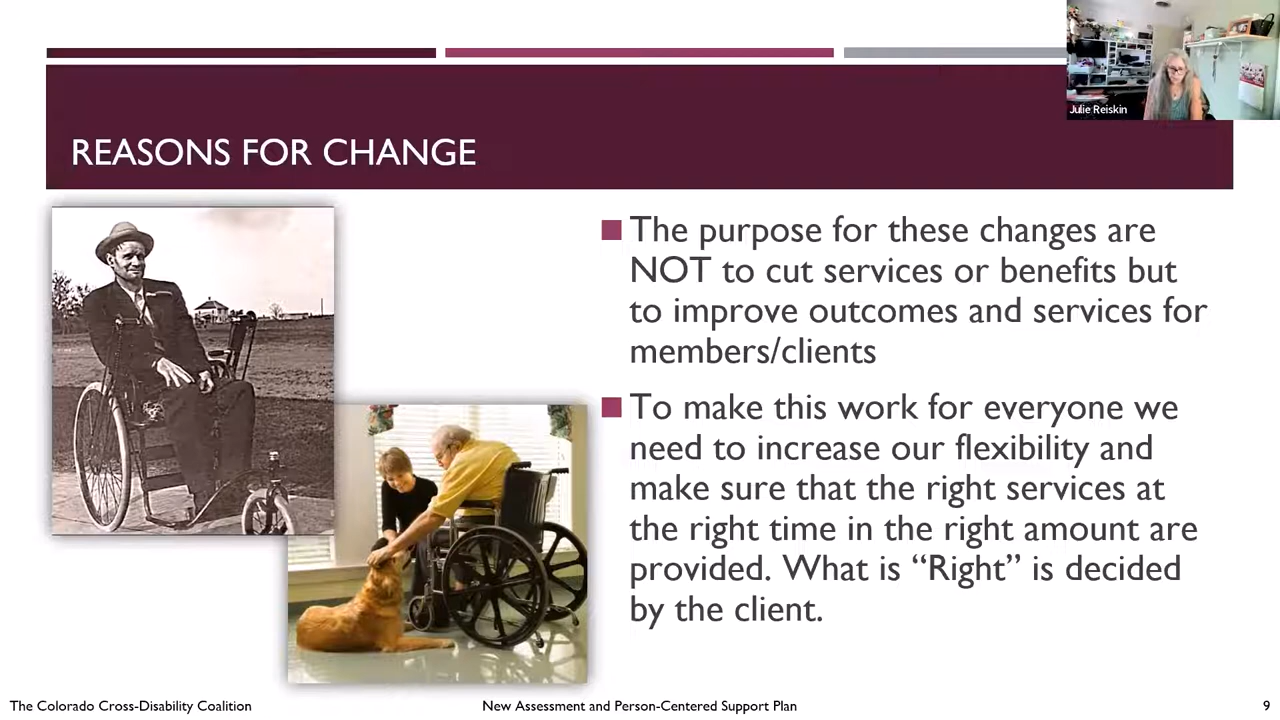 Julie Reiskin
REASONS FOR CHANGE
The purpose for these changes are
NOT to cut services or benefits but
to improve outcomes and services for
members/clients
To make this work for everyone we
need to increase our flexibility and
make sure that the right services at
the right time in the right amount are
provided. What is “Right” is decided
by the client.
The Colorado Cross-Disability Coalition
New Assessment and Person-Centered Support Plan
9